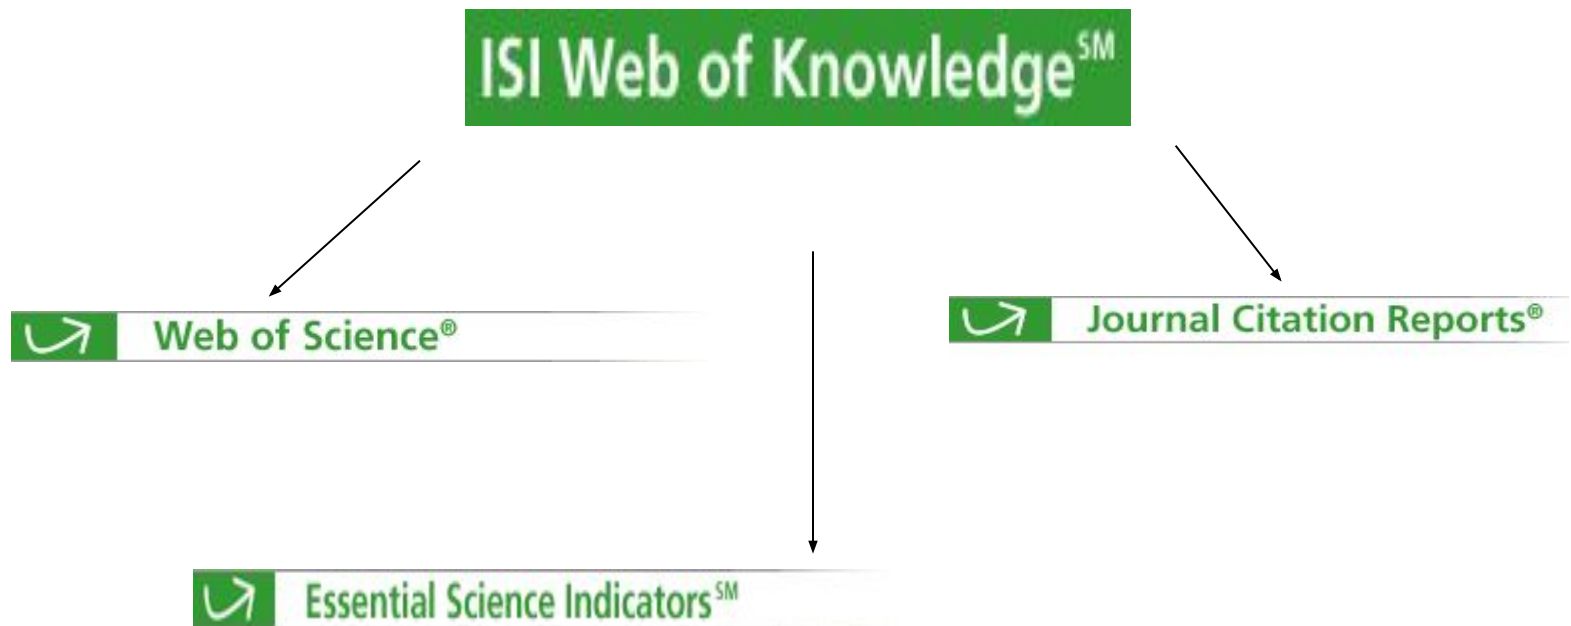 ISI Web of Knowledge℠
Web of Science®
Journal Citation Reports®
Essential Science Indicators℠